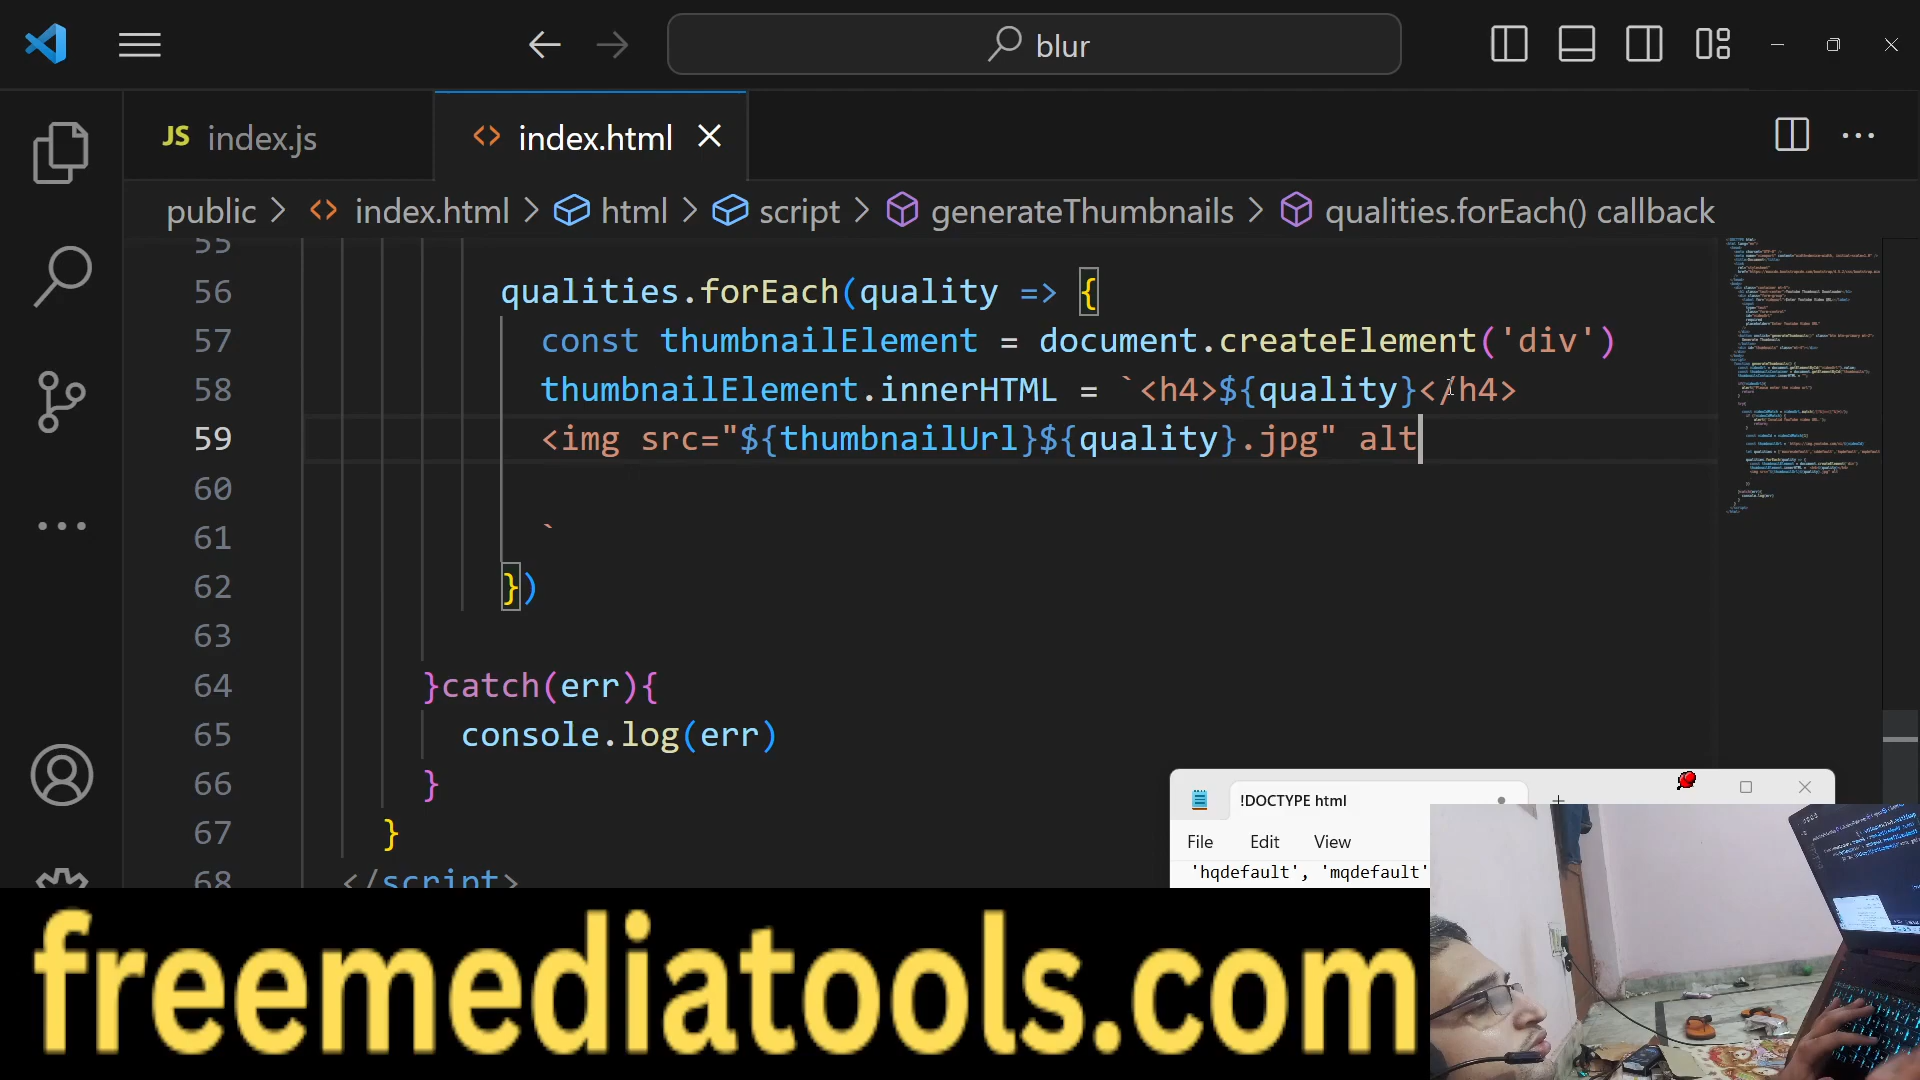 blur
JS index.js
<> index.html
public > <> index.html > html > script > generateThumbnails > qualities.forEach() callback
55
56 qualities.forEach(quality => {
57 const thumbnailElement = document.createElement('div')
58 thumbnailElement.innerHTML = `<h4>${quality}</h4>
59 <img src="${thumbnailUrl}${quality}.jpg" alt
60
61 `
62 })
63
64 }catch(err){
65 console.log(err)
66 }
67 }
68 </script>
!DOCTYPE html
File Edit View
'hqdefault', 'mqdefault'
freemediatools.com